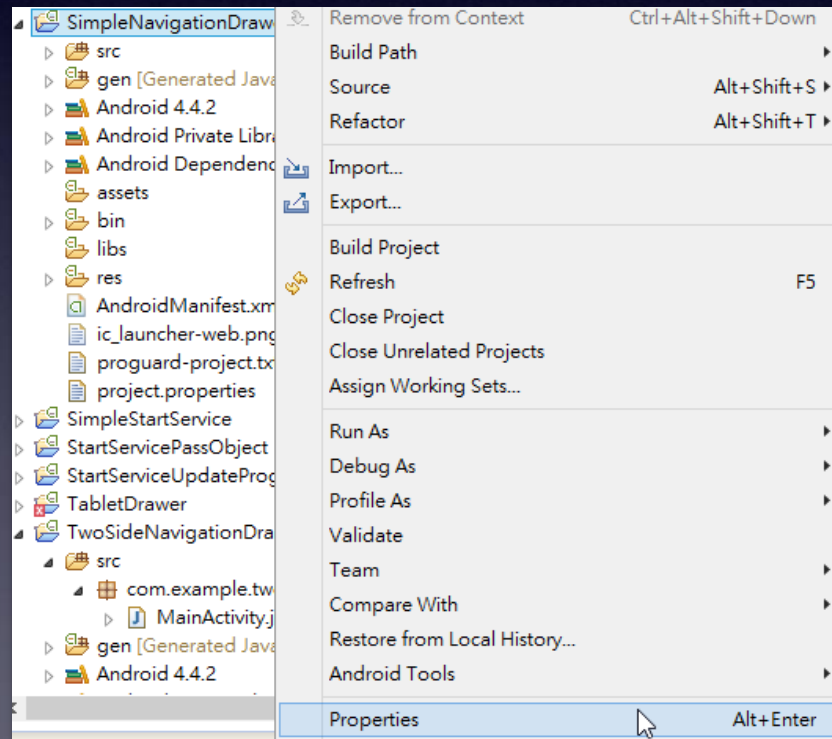 SimpleNavigationDraw
src
gen [Generated Java
Android 4.4.2
Android Private Libr
Android Dependenc
assets
bin
libs
res
AndroidManifest.xm
ic_launcher-web.png
proguard-project.tx
project.properties
SimpleStartService
StartServicePassObject
StartServiceUpdateProg
TabletDrawer
TwoSideNavigationDra
src
com.example.tw
MainActivity.j
gen [Generated Java
Android 4.4.2
Remove from Context Ctrl+Alt+Shift+Down
Build Path
Source Alt+Shift+S
Refactor Alt+Shift+T
Import...
Export...
Build Project
Refresh F5
Close Project
Close Unrelated Projects
Assign Working Sets...
Run As
Debug As
Profile As
Validate
Team
Compare With
Restore from Local History...
Android Tools
Properties Alt+Enter